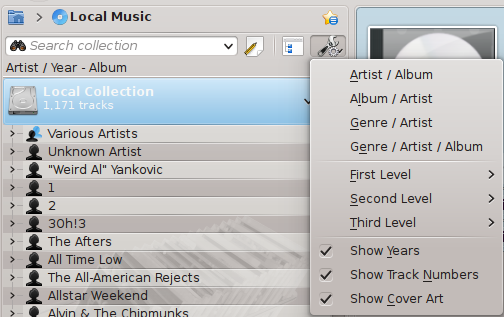 Local Music
Search collection
Artist / Year - Album
Local Collection
1,171 tracks
Various Artists
Unknown Artist
"Weird Al" Yankovic
1
2
3Oh!3
The Afters
All Time Low
The All-American Rejects
Allstar Weekend
Alvin & The Chipmunks
Artist / Album
Album / Artist
Genre / Artist
Genre / Artist / Album
First Level
Second Level
Third Level
Show Years
Show Track Numbers
Show Cover Art